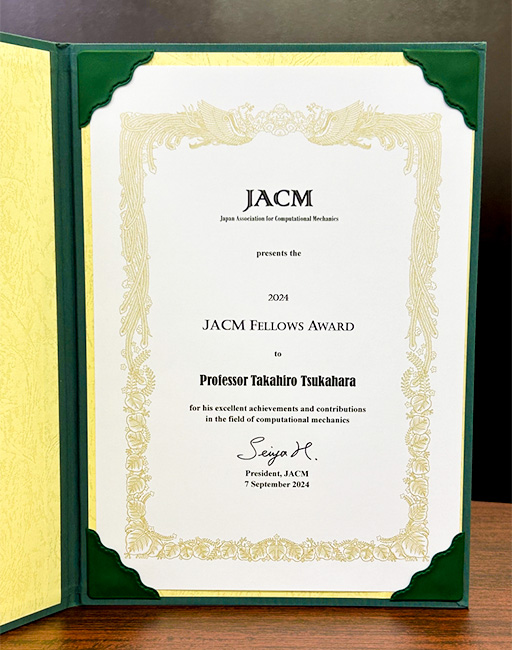 JACM
Japan Association for Computational Mechanics
presents the
2024
JACM FELLOWS AWARD
to
Professor Takahiro Tsukahara
for his excellent achievements and contributions
in the field of computational mechanics
Seiya H.
President, JACM
7 September 2024